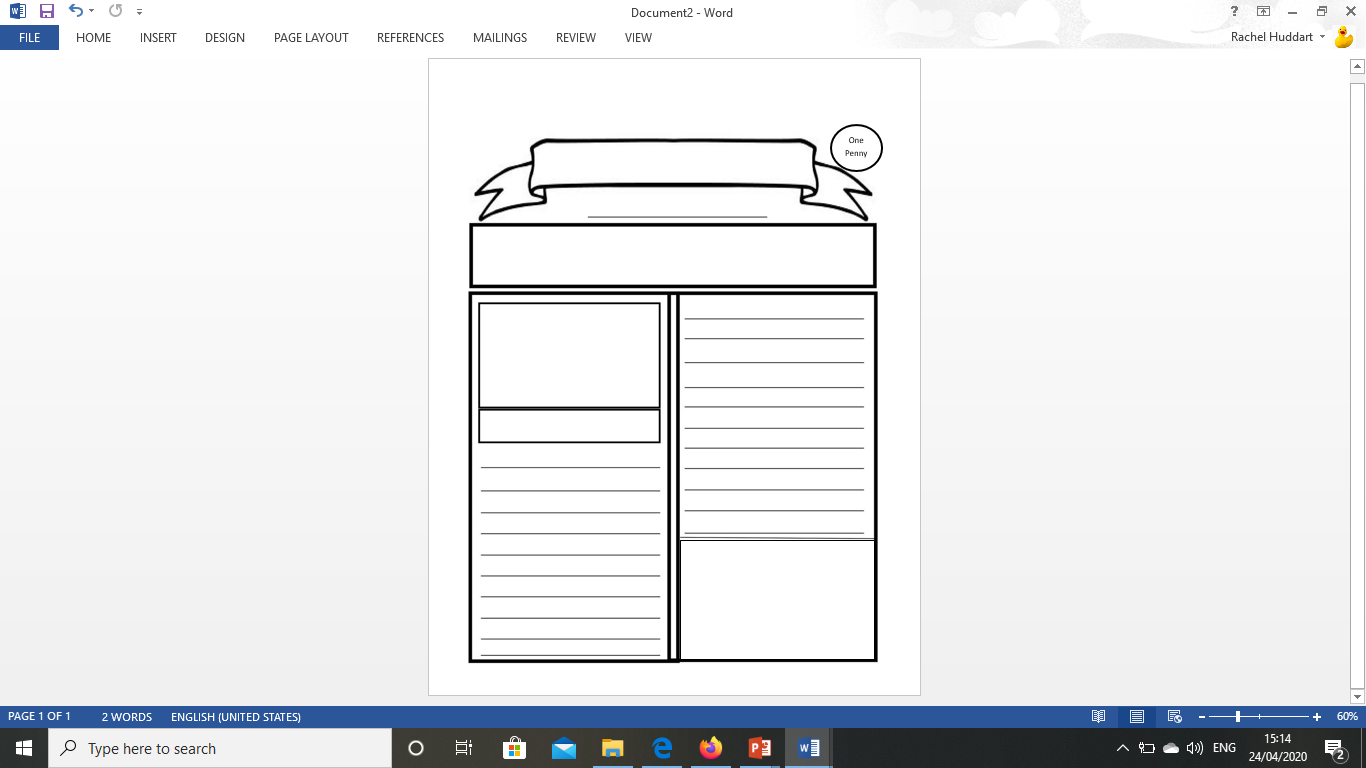 Document2 - Word
?
FILE HOME INSERT DESIGN PAGE LAYOUT REFERENCES MAILINGS REVIEW VIEW
Rachel Huddart
One
Penny
PAGE 1 OF 1 2 WORDS ENGLISH (UNITED STATES)
60%
Type here to search
ENG
15:14
24/04/2020
2